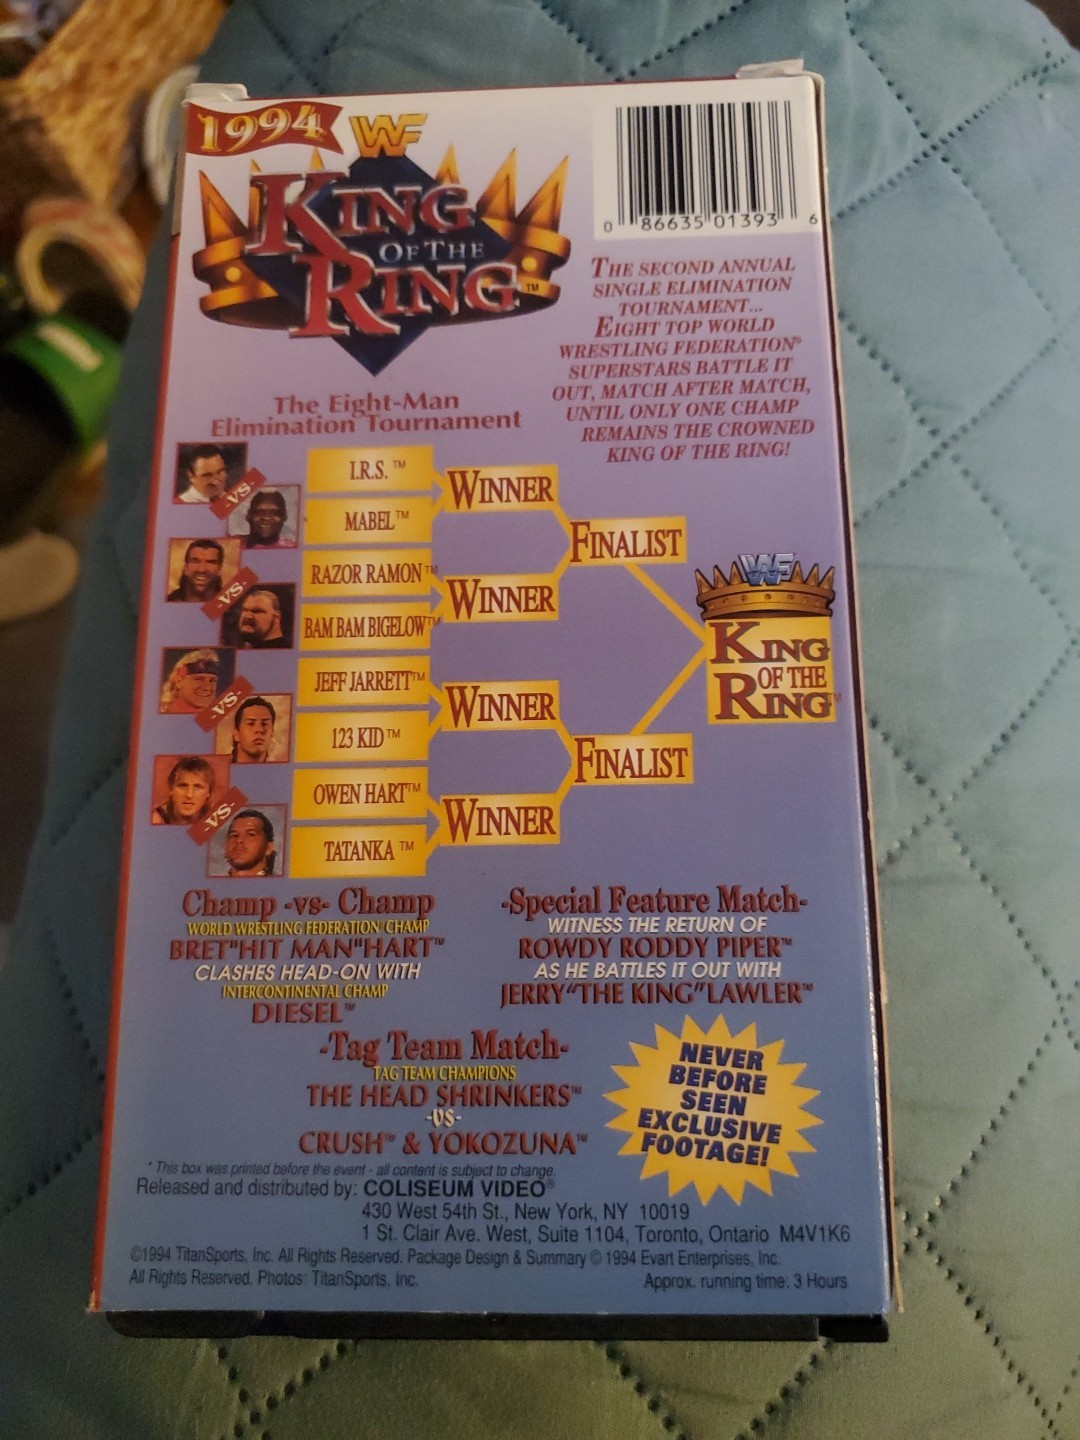 1994
WF
KING
OF THE
RING™
0 86635 01393 6
THE SECOND ANNUAL
SINGLE ELIMINATION
TOURNAMENT...
EIGHT TOP WORLD
WRESTLING FEDERATION®
SUPERSTARS BATTLE IT
OUT, MATCH AFTER MATCH,
UNTIL ONLY ONE CHAMP
REMAINS THE CROWNED
KING OF THE RING!
The Eight-Man
Elimination Tournament
-VS-
I.R.S.™
MABEL™
WINNER
-VS-
RAZOR RAMON™
BAM BAM BIGELOW™
WINNER
FINALIST
-VS-
JEFF JARRETT™
123 KID™
WINNER
-VS-
OWEN HART™
TATANKA™
WINNER
FINALIST
WF
KING
OF THE
RING™
Champ -vs- Champ
WORLD WRESTLING FEDERATION CHAMP
BRET"HIT MAN"HART™
CLASHES HEAD-ON WITH
INTERCONTINENTAL CHAMP
DIESEL™
-Special Feature Match-
WITNESS THE RETURN OF
ROWDY RODDY PIPER™
AS HE BATTLES IT OUT WITH
JERRY"THE KING"LAWLER™
-Tag Team Match-
TAG TEAM CHAMPIONS
THE HEAD SHRINKERS™
-VS-
CRUSH™ & YOKOZUNA™
NEVER
BEFORE
SEEN
EXCLUSIVE
FOOTAGE!
* This box was printed before the event - all content is subject to change.
Released and distributed by: COLISEUM VIDEO®
430 West 54th St., New York, NY 10019
1 St. Clair Ave. West, Suite 1104, Toronto, Ontario M4V1K6
©1994 TitanSports, Inc. All Rights Reserved. Package Design & Summary © 1994 Evart Enterprises, Inc.
All Rights Reserved. Photos: TitanSports, Inc.
Approx. running time: 3 Hours